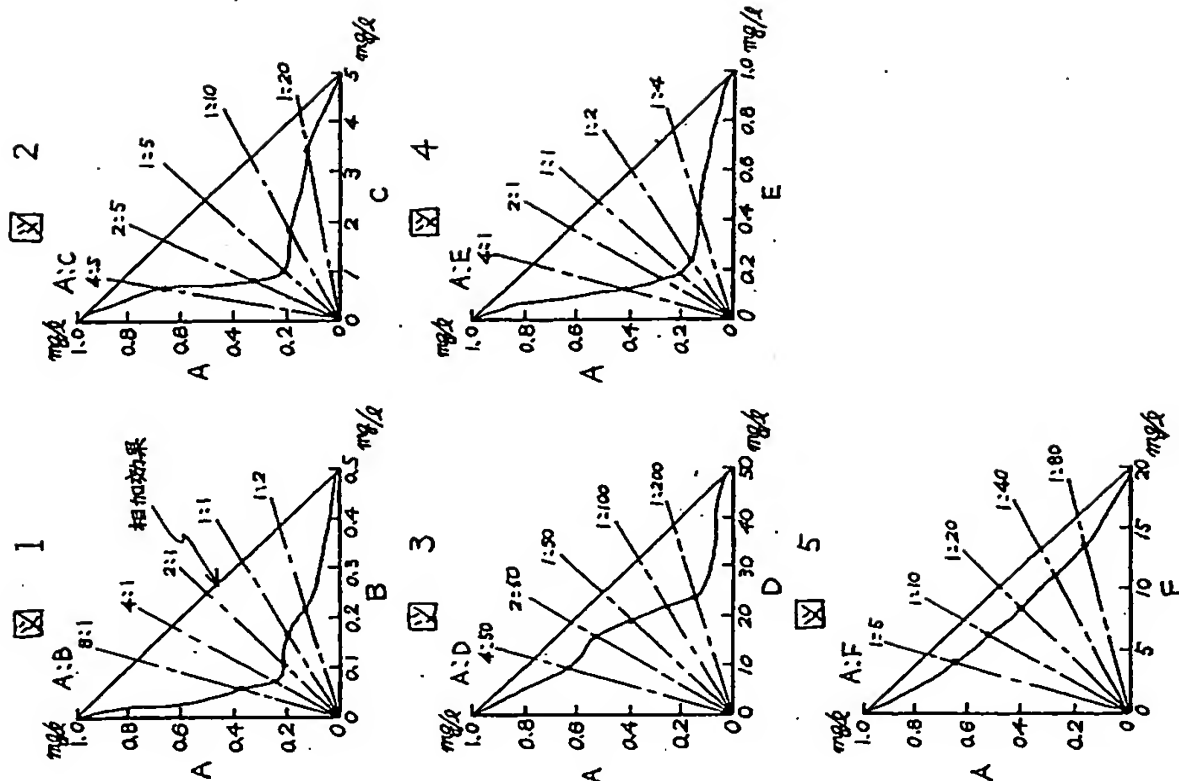 図 1
A:B
8:1
4:1
2:1
1:1
1:2
相加効果
mg/l
1.0
0.8
0.6
0.4
0.2
0
A
0 0.1 0.2 0.3 0.4 0.5 mg/l
B
図 2
A:C
4:5
2:5
1:5
1:10
1:20
mg/l
1.0
0.8
0.6
0.4
0.2
0
A
0 1 2 3 4 5 mg/l
C
図 3
A:D
4:50
2:50
1:50
1:100
1:200
mg/l
1.0
0.8
0.6
0.4
0.2
0
A
0 10 20 30 40 50 mg/l
D
図 4
A:E
4:1
2:1
1:1
1:2
1:4
mg/l
1.0
0.8
0.6
0.4
0.2
0
A
0 0.2 0.4 0.6 0.8 1.0 mg/l
E
図 5
A:F
1:5
1:10
1:20
1:40
1:80
mg/l
1.0
0.8
0.6
0.4
0.2
0
A
0 5 10 15 20 mg/l
F